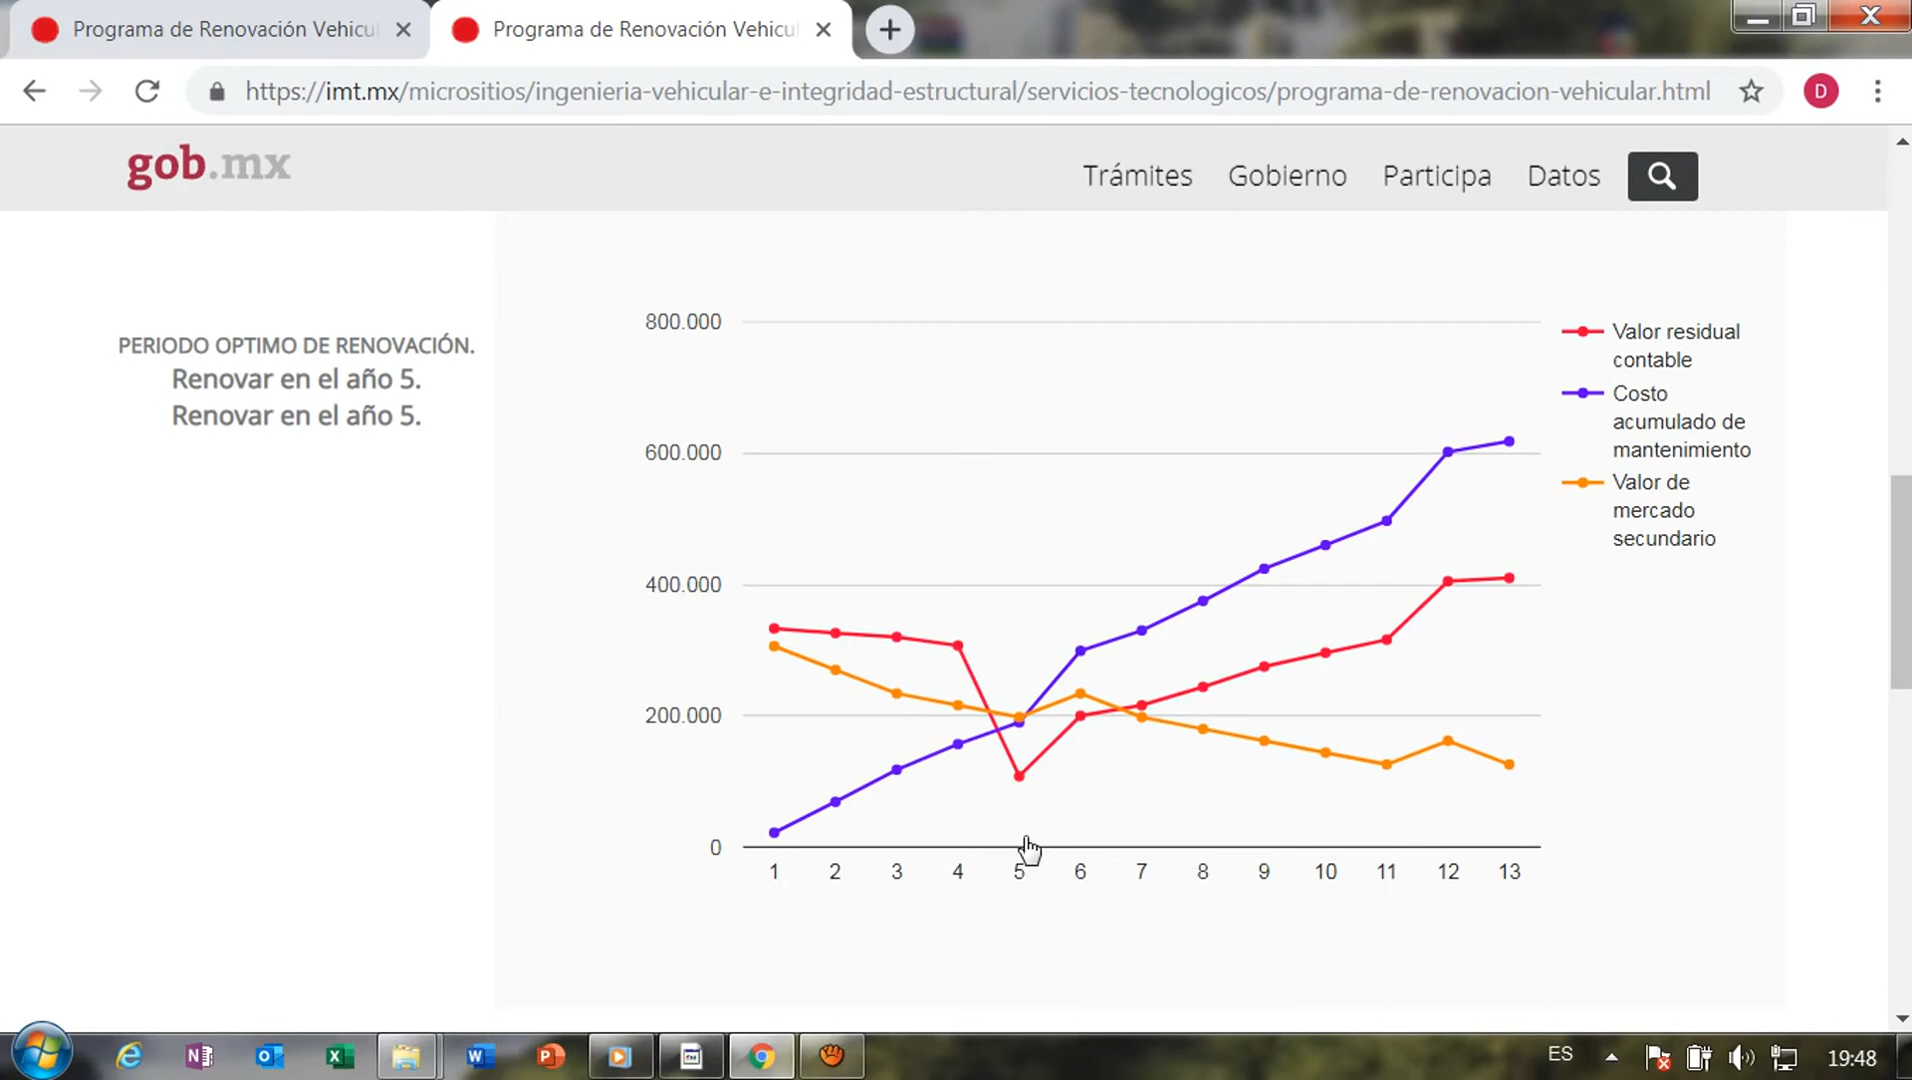 Programa de Renovación Vehicu
Programa de Renovación Vehicu
https://imt.mx/micrositios/ingenieria-vehicular-e-integridad-estructural/servicios-tecnologicos/programa-de-renovacion-vehicular.html
D
gob.mx
Trámites Gobierno Participa Datos
PERIODO OPTIMO DE RENOVACIÓN.
Renovar en el año 5.
Renovar en el año 5.
800.000
600.000
400.000
200.000
0
1 2 3 4 5 6 7 8 9 10 11 12 13
Valor residual
contable
Costo
acumulado de
mantenimiento
Valor de
mercado
secundario
ES
19:48